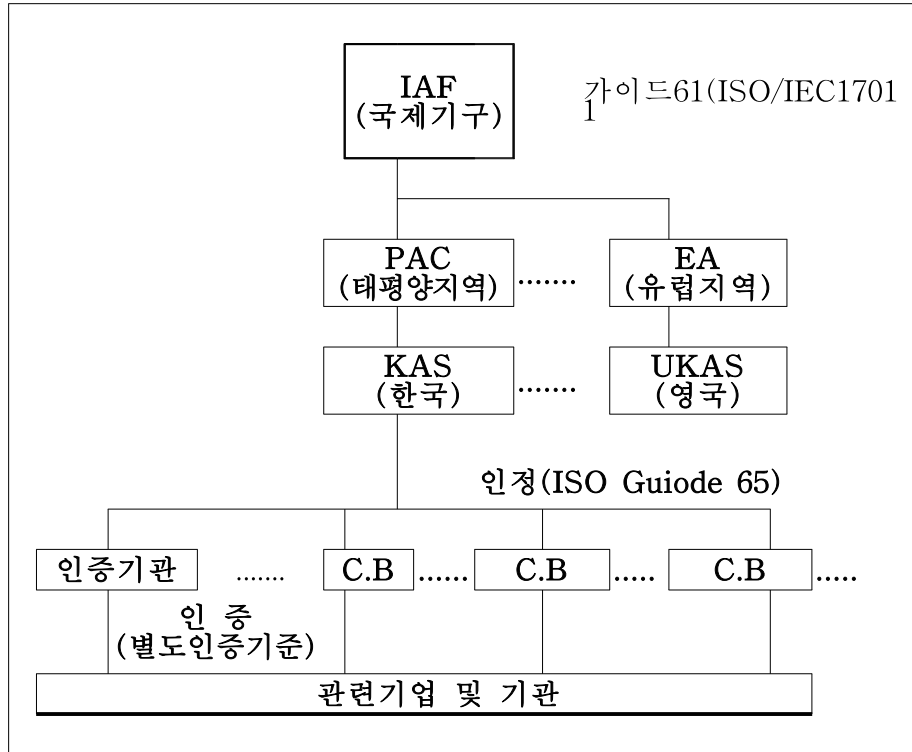 IAF
(국제기구)
가이드61(ISO/IEC1701
1
PAC
(태평양지역)
.......
EA
(유럽지역)
KAS
(한국)
.......
UKAS
(영국)
인정(ISO Guiode 65)
인증기관 ....... C.B ...... C.B ..... C.B .....
인 증
(별도인증기준)
관련기업 및 기관